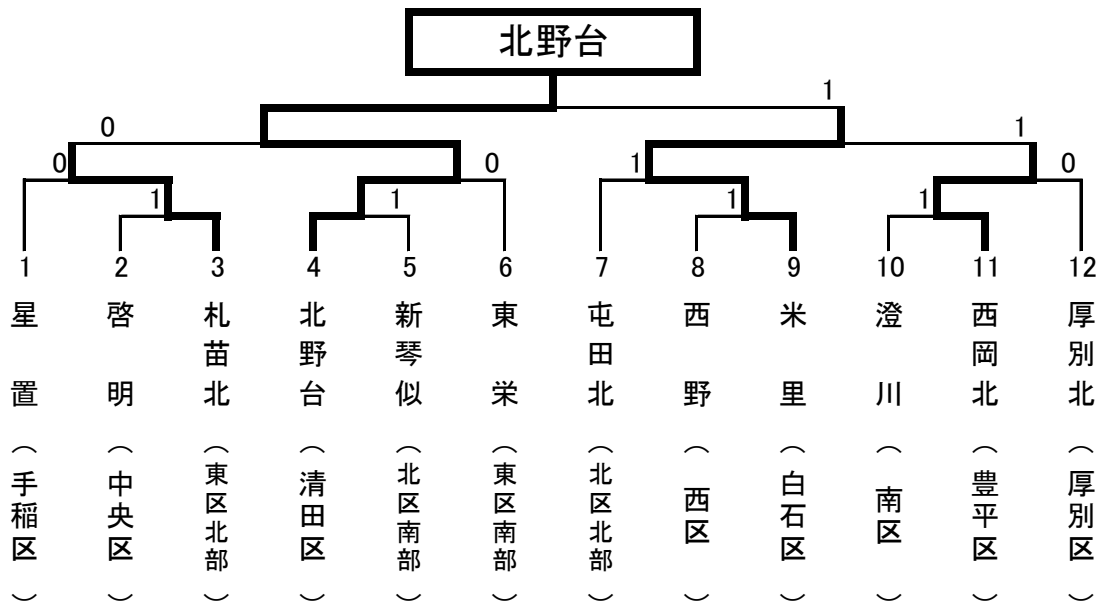 北野台
1
0
1
0
0
1
0
1
1
1
1
1 2 3 4 5 6 7 8 9 10 11 12
星置（手稲区）
啓明（中央区）
札苗北（東区北部）
北野台（清田区）
新琴似（北区南部）
東栄（東区南部）
屯田北（北区北部）
西野（西区）
米里（白石区）
澄川（南区）
西岡北（豊平区）
厚別北（厚別区）